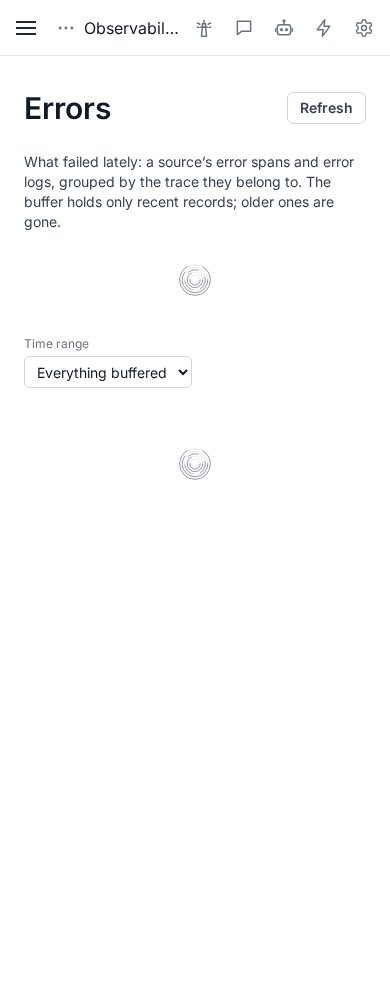 Observabil...
Errors
Refresh
What failed lately: a source’s error spans and error
logs, grouped by the trace they belong to. The
buffer holds only recent records; older ones are
gone.
Time range
Everything buffered